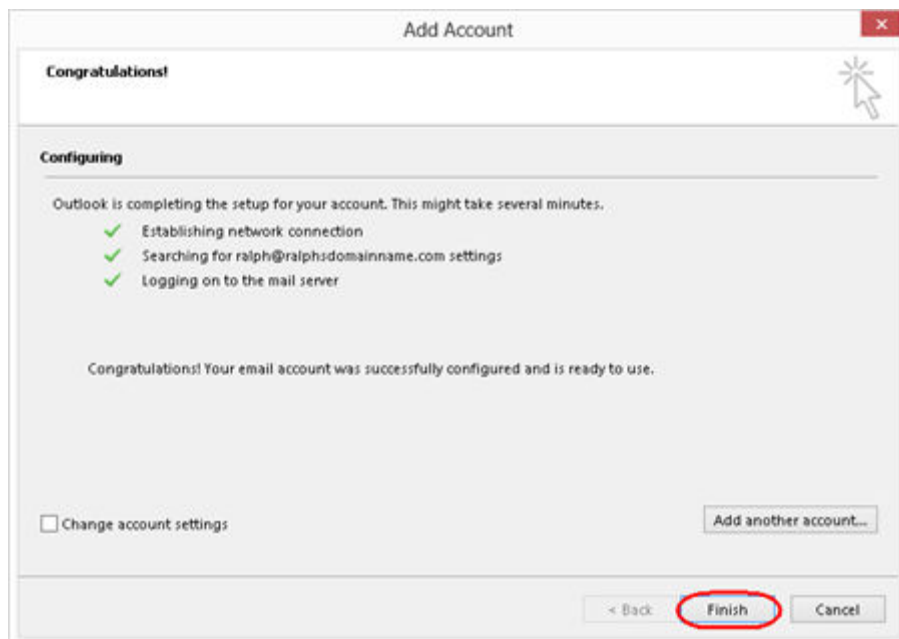 Add Account
Congratulations!
Configuring
Outlook is completing the setup for your account. This might take several minutes.
Establishing network connection
Searching for ralph@ralphsdomainname.com settings
Logging on to the mail server
Congratulations! Your email account was successfully configured and is ready to use.
Change account settings
Add another account...
< Back Finish Cancel